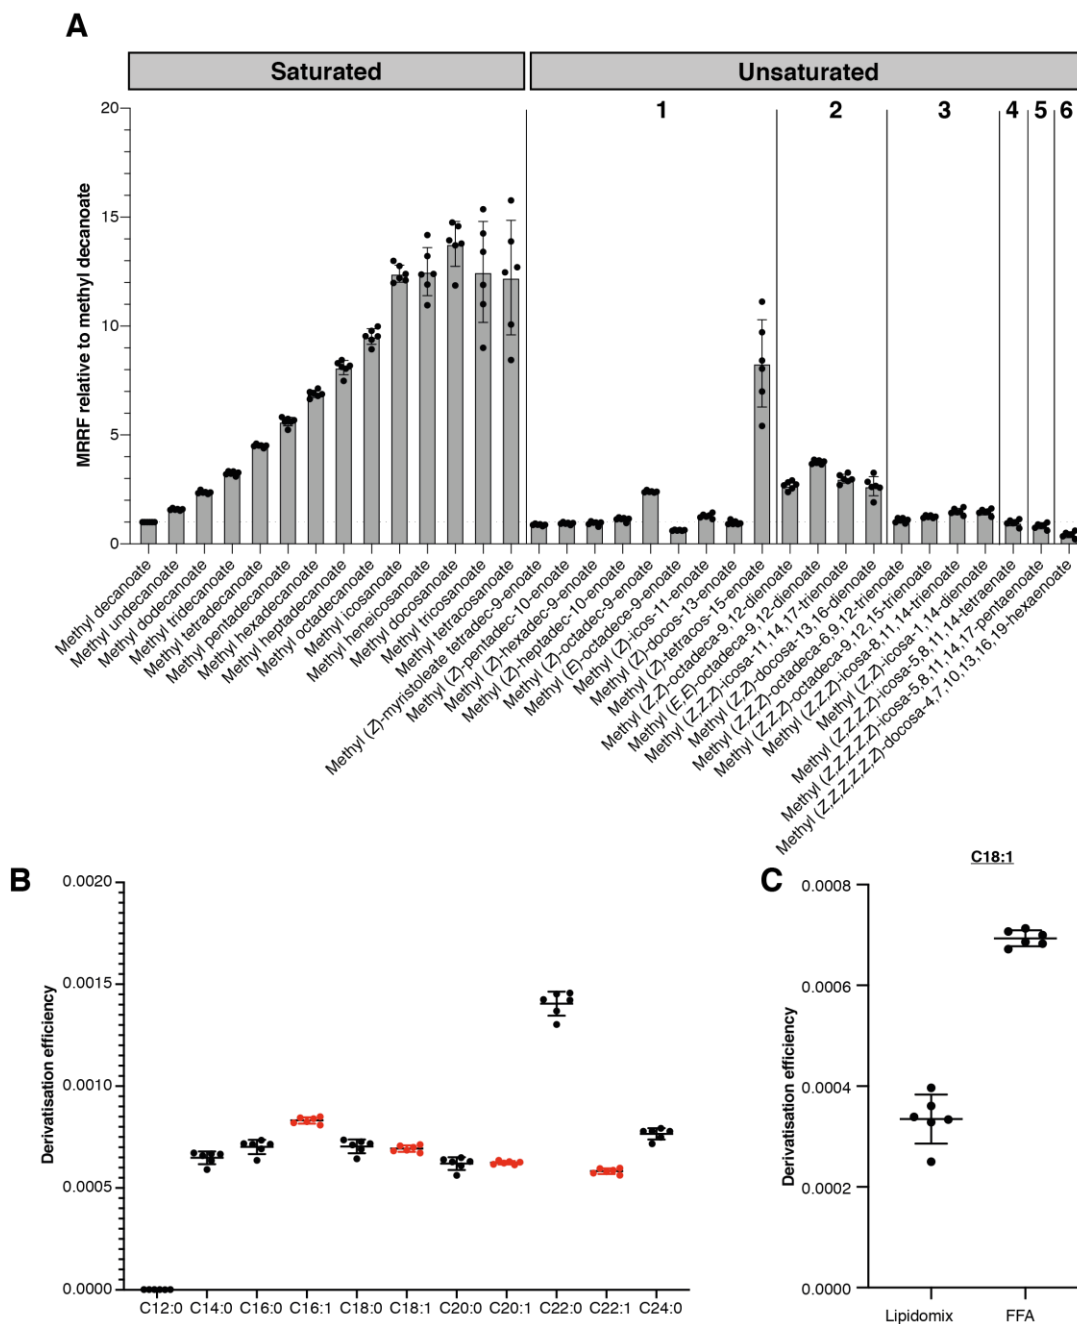 A
Saturated
Unsaturated
MRRF relative to methyl decanoate
20
15
10
5
0
1
2
3
4
5
6
Methyl decanoate
Methyl undecanoate
Methyl dodecanoate
Methyl tridecanoate
Methyl tetradecanoate
Methyl pentadecanoate
Methyl hexadecanoate
Methyl heptadecanoate
Methyl octadecanoate
Methyl icosanoate
Methyl henicosanoate
Methyl docosanoate
Methyl tricosanoate
Methyl tetracosanoate
Methyl (Z)-myristoleate tetradec-9-enoate
Methyl (Z)-pentadec-10-enoate
Methyl (Z)-hexadec-9-enoate
Methyl (Z)-heptadec-10-enoate
Methyl (Z)-octadec-9-enoate
Methyl (E)-octadece-9-enoate
Methyl (Z)-icos-11-enoate
Methyl (Z)-docos-13-enoate
Methyl (Z)-tetracos-15-enoate
Methyl (Z,Z)-octadeca-9,12-dienoate
Methyl (E,E)-octadeca-9,12-dienoate
Methyl (Z,Z,Z)-icosa-11,14,17-trienoate
Methyl (Z,Z)-docosa-13,16-dienoate
Methyl (Z,Z,Z)-octadeca-6,9,12-trienoate
Methyl (Z,Z,Z)-octadeca-9,12,15-trienoate
Methyl (Z,Z,Z)-icosa-8,11,14-trienoate
Methyl (Z,Z)-icosa-1,14-dienoate
Methyl (Z,Z,Z,Z)-icosa-5,8,11,14-tetraenoate
Methyl (Z,Z,Z,Z,Z)-icosa-5,8,11,14,17-pentaenoate
Methyl (Z,Z,Z,Z,Z,Z)-docosa-4,7,10,13,16,19-hexaenoate
B
Derivatisation efficiency
0.0020
0.0015
0.0010
0.0005
0.0000
C12:0 C14:0 C16:0 C16:1 C18:0 C18:1 C20:0 C20:1 C22:0 C22:1 C24:0
C
C18:1
Derivatisation efficiency
0.0008
0.0006
0.0004
0.0002
0.0000
Lipidomix FFA